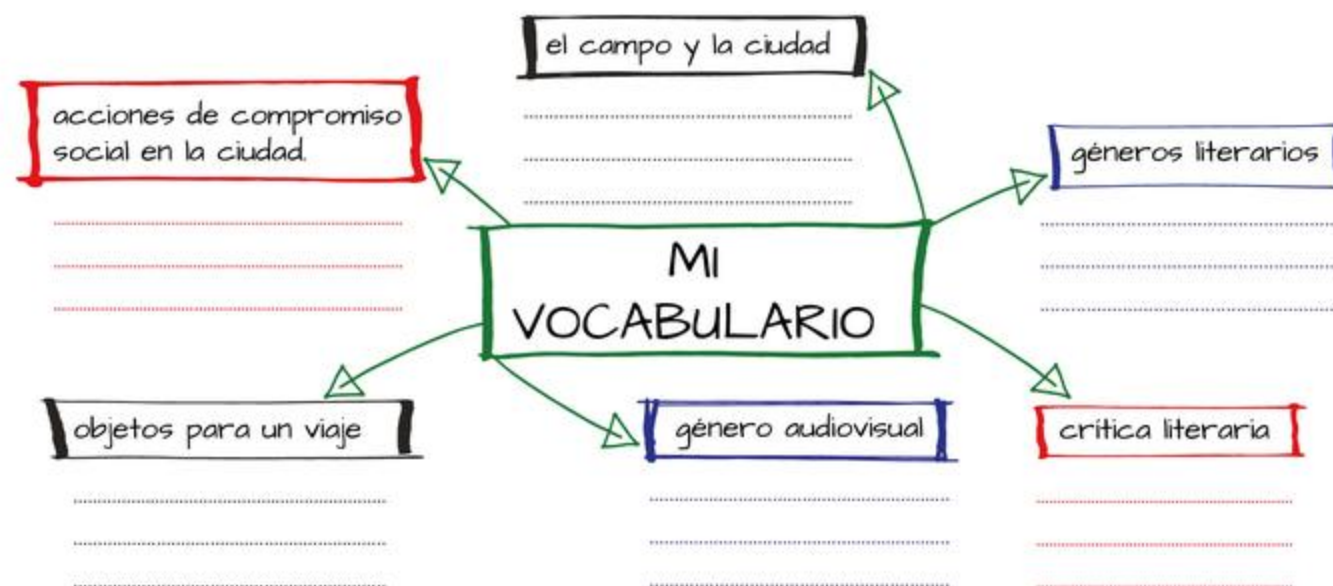 el campo y la ciudad
acciones de compromiso
social en la ciudad.
géneros literarios
MI
VOCABULARIO
objetos para un viaje
género audiovisual
crítica literaria